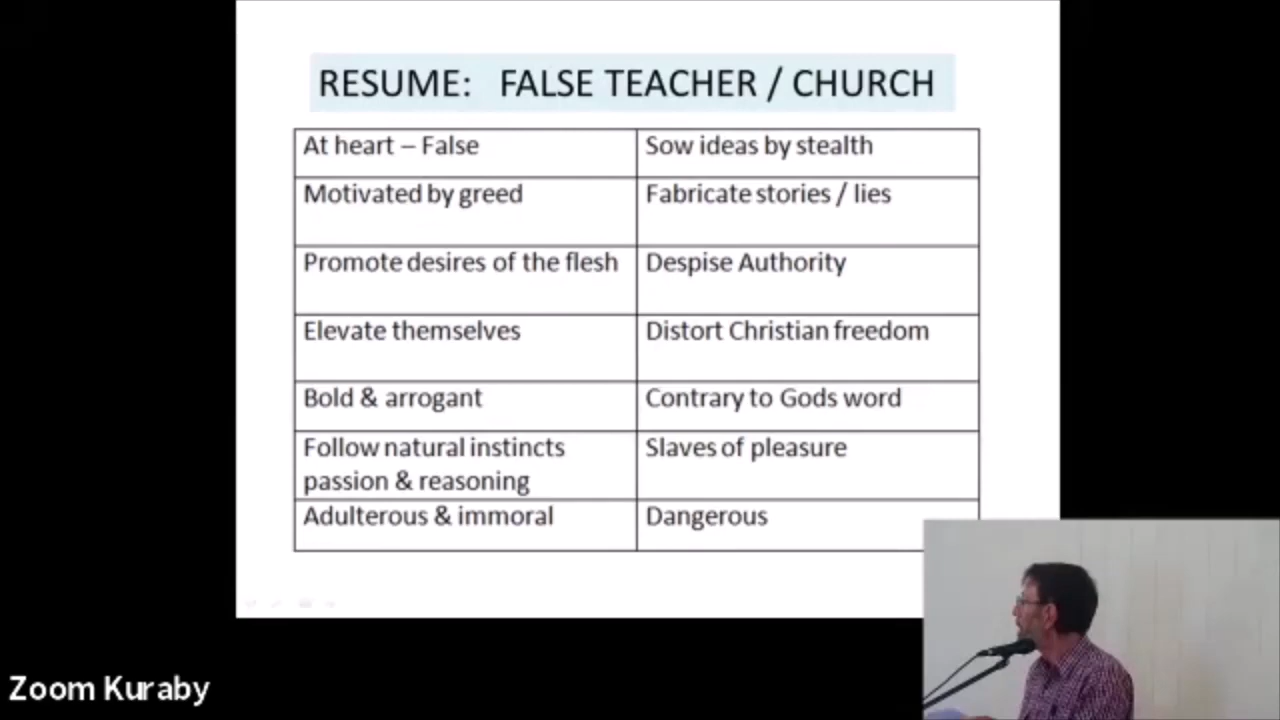 RESUME: FALSE TEACHER / CHURCH
At heart – False
Sow ideas by stealth
Motivated by greed
Fabricate stories / lies
Promote desires of the flesh
Despise Authority
Elevate themselves
Distort Christian freedom
Bold & arrogant
Contrary to Gods word
Follow natural instincts
passion & reasoning
Slaves of pleasure
Adulterous & immoral
Dangerous
Zoom Kuraby